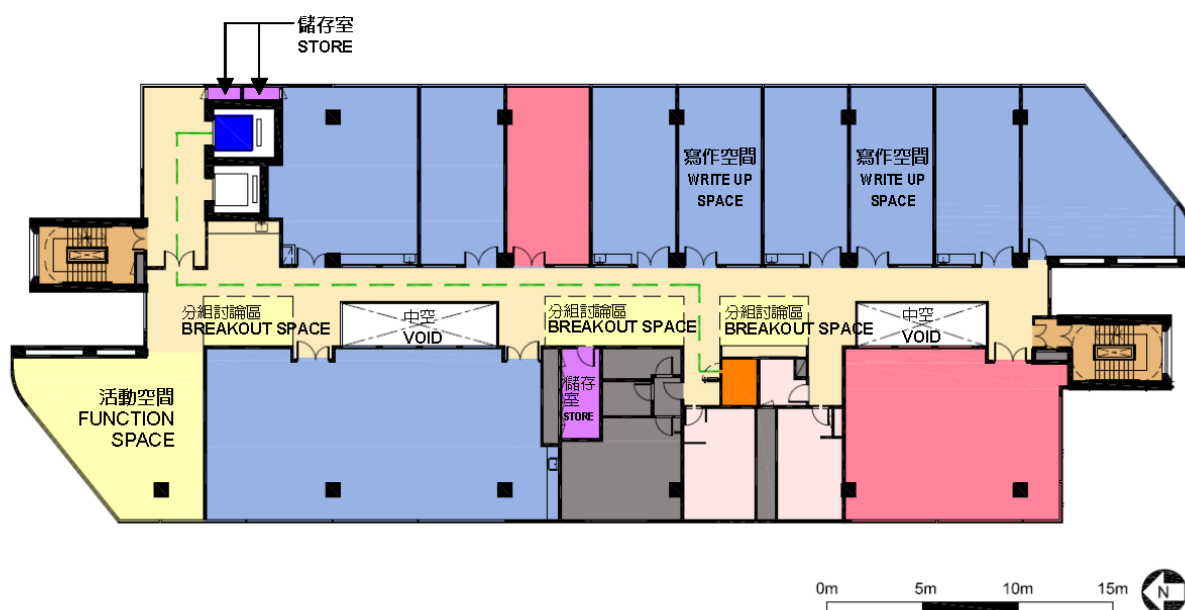 儲存室
STORE
寫作空間
WRITE UP
SPACE
寫作空間
WRITE UP
SPACE
分組討論區
BREAKOUT SPACE
中空
VOID
分組討論區
BREAKOUT SPACE
分組討論區
BREAKOUT SPACE
中空
VOID
活動空間
FUNCTION
SPACE
儲存
室
STORE
0m
5m
10m
15m
N